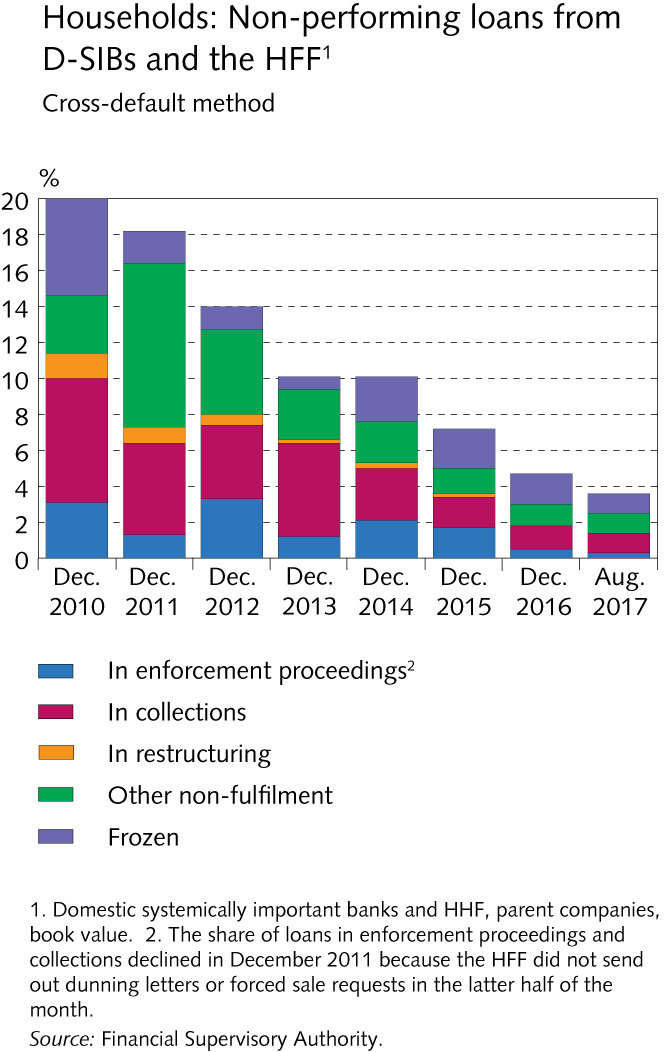 Households: Non-performing loans from
D-SIBs and the HFF¹
Cross-default method
%
20
18
16
14
12
10
8
6
4
2
0
Dec. 2010 Dec. 2011 Dec. 2012 Dec. 2013 Dec. 2014 Dec. 2015 Dec. 2016 Aug. 2017
In enforcement proceedings²
In collections
In restructuring
Other non-fulfilment
Frozen
1. Domestic systemically important banks and HHF, parent companies,
book value.  2. The share of loans in enforcement proceedings and
collections declined in December 2011 because the HFF did not send
out dunning letters or forced sale requests in the latter half of the
month.
Source: Financial Supervisory Authority.